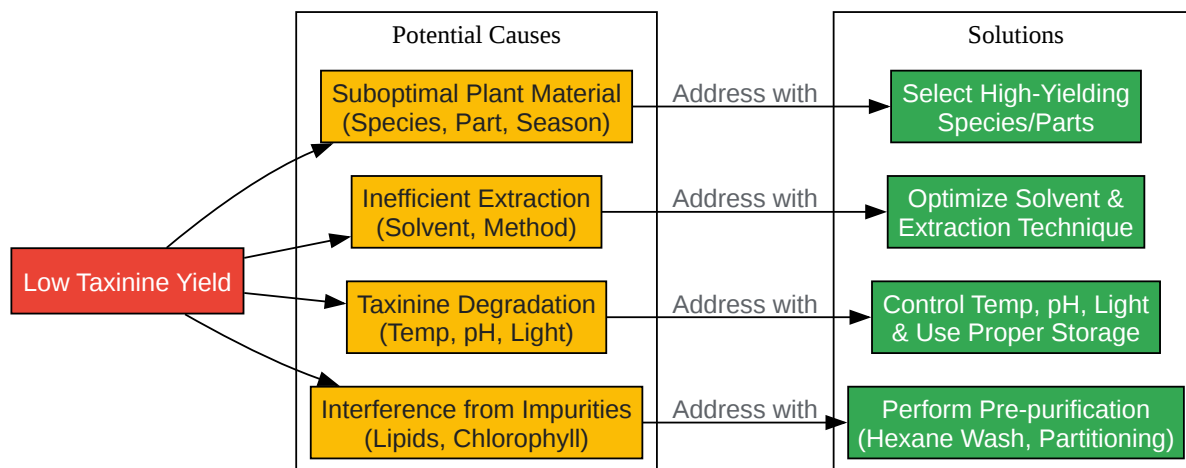 Potential Causes
Solutions
Suboptimal Plant Material
(Species, Part, Season)
Address with
Select High-Yielding
Species/Parts
Inefficient Extraction
(Solvent, Method)
Address with
Optimize Solvent &
Extraction Technique
Low Taxinine Yield
Taxinine Degradation
(Temp, pH, Light)
Address with
Control Temp, pH, Light
& Use Proper Storage
Interference from Impurities
(Lipids, Chlorophyll)
Address with
Perform Pre-purification
(Hexane Wash, Partitioning)